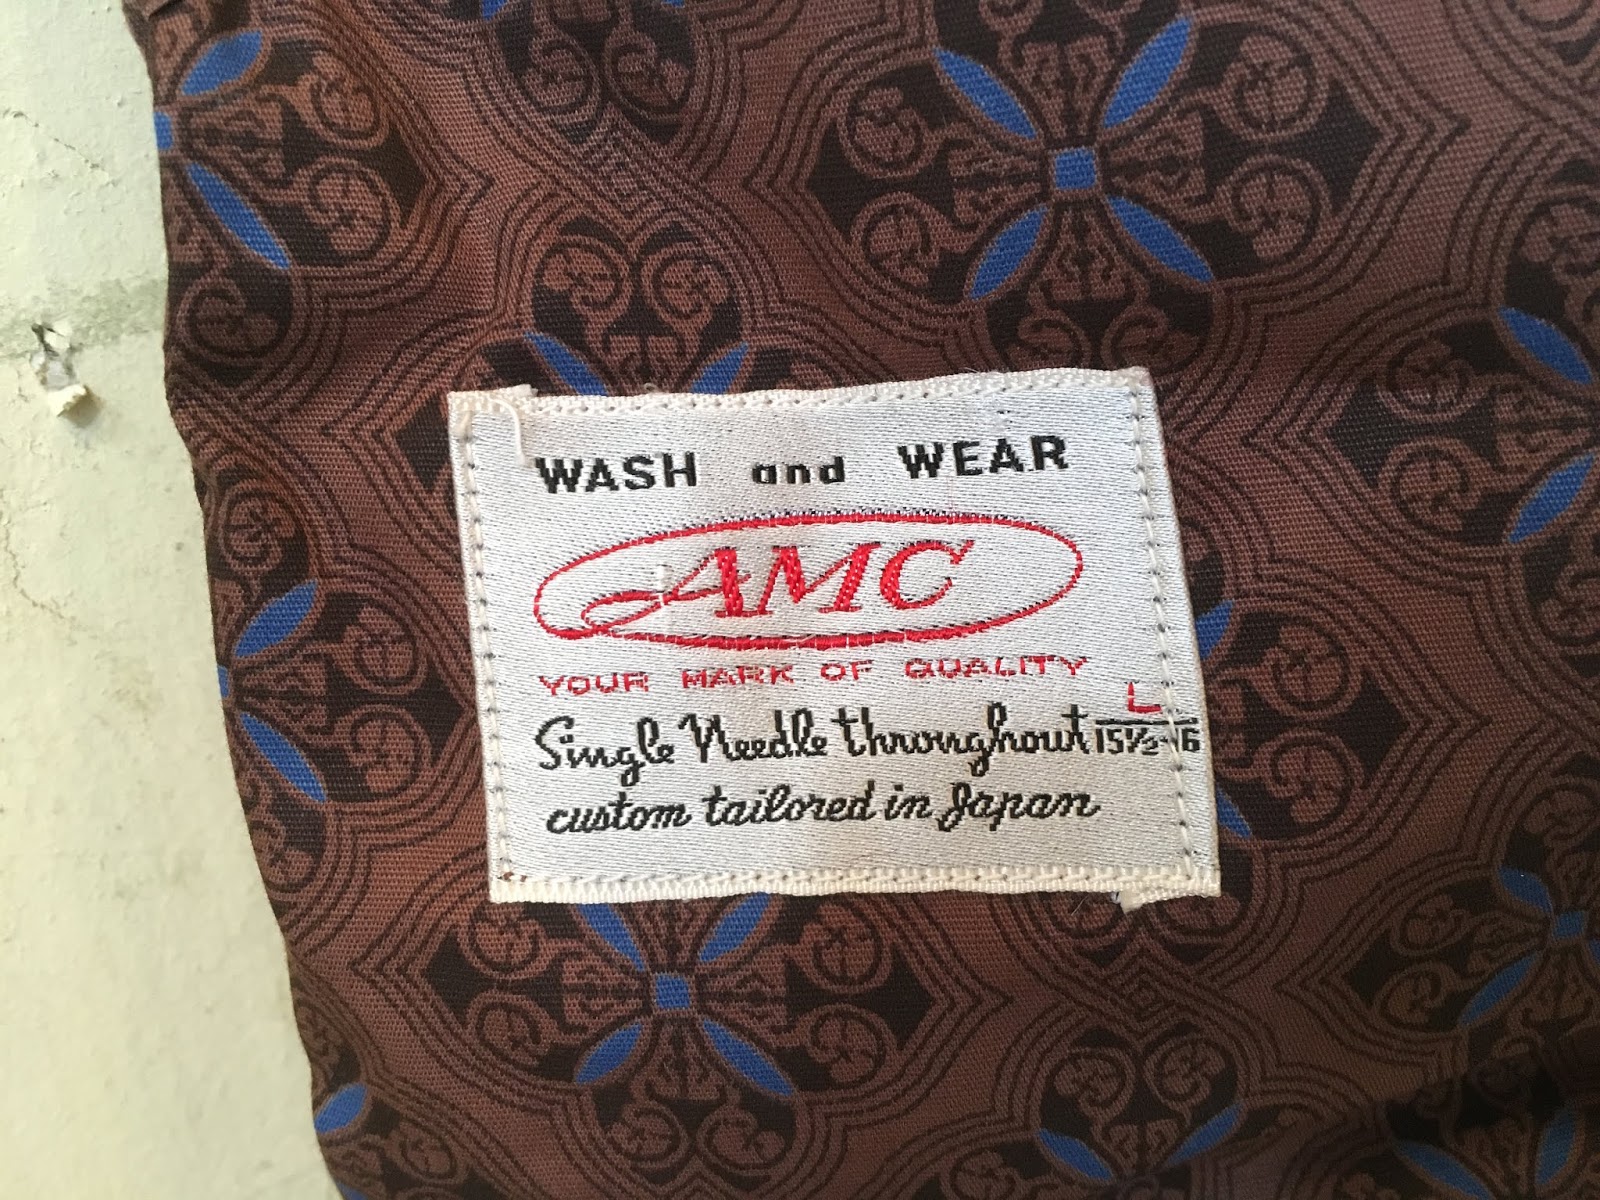 WASH and WEAR
AMC
YOUR MARK OF QUALITY
L
Single Needle throughout 15½-16
custom tailored in Japan